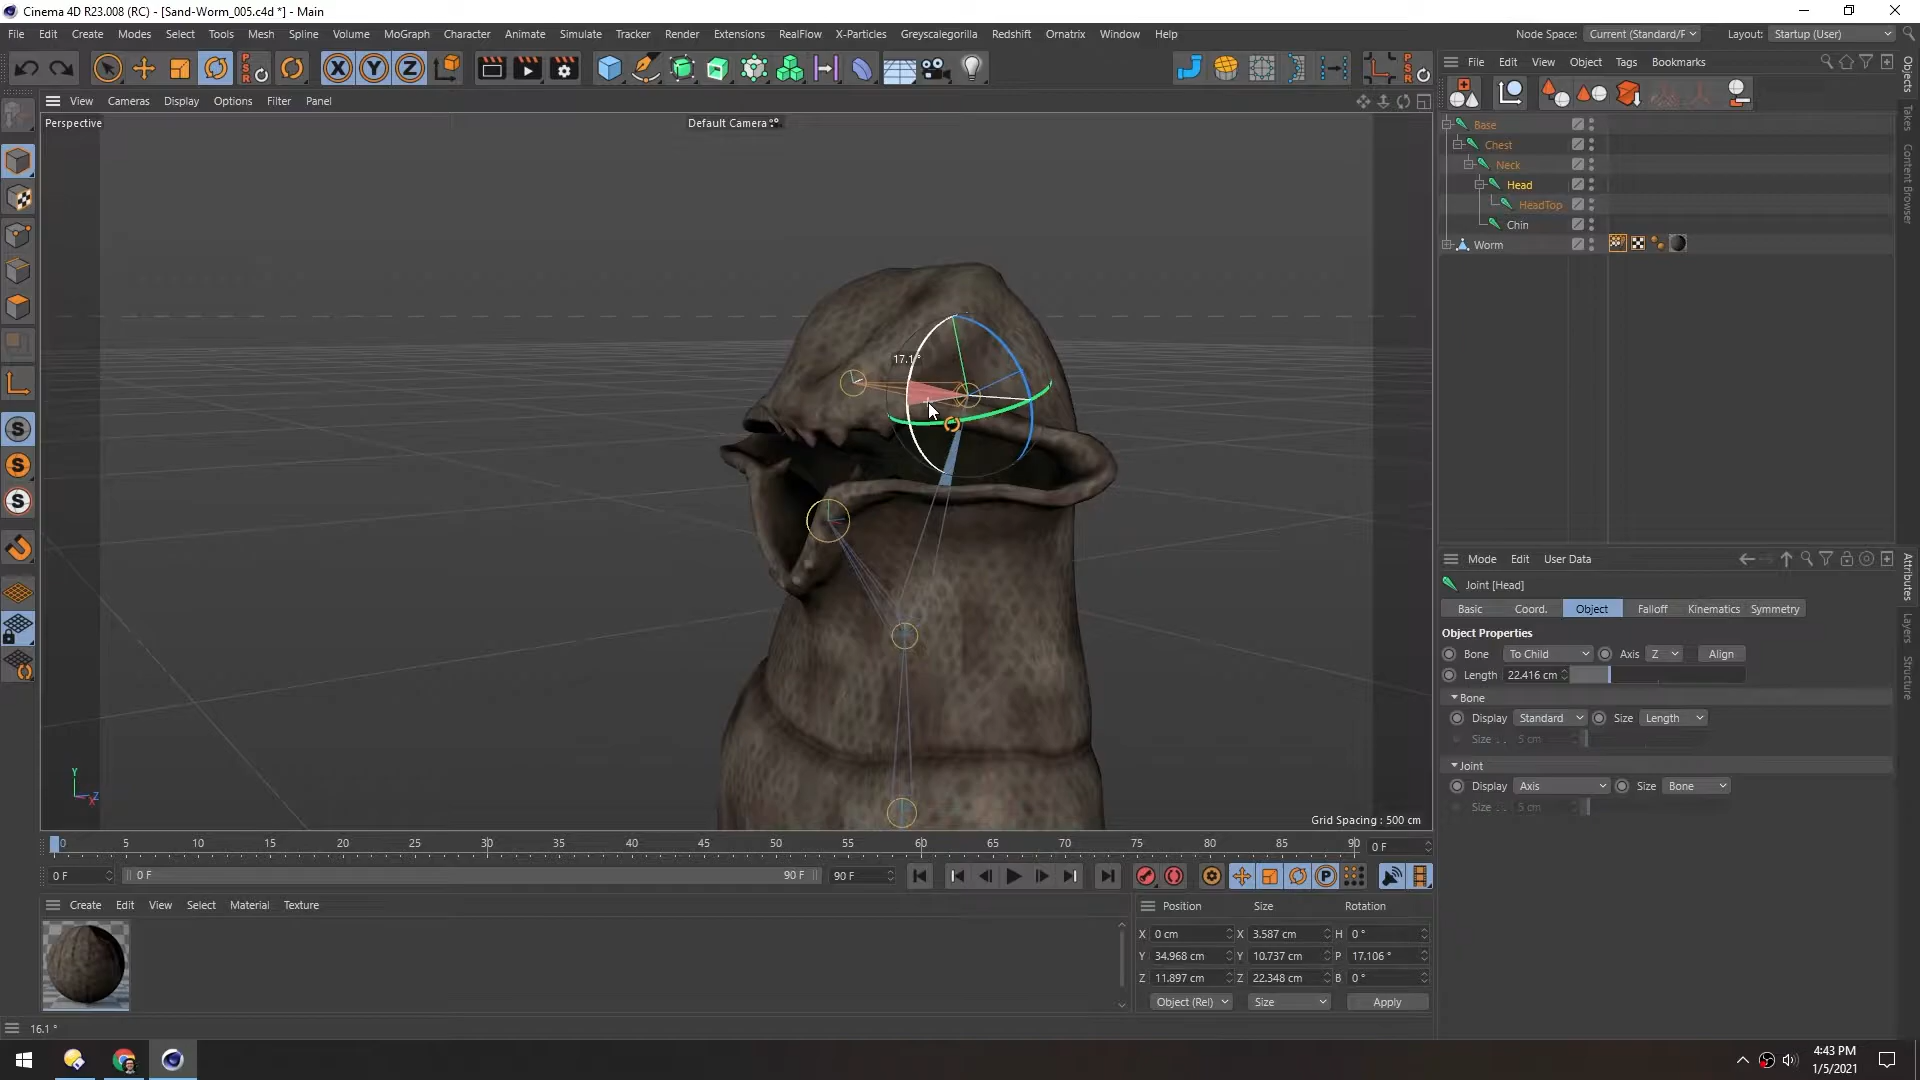 Cinema 4D R23.008 (RC) - [Sand-Worm_005.c4d *] - Main
File Edit Create Modes Select Tools Mesh Spline Volume MoGraph Character Animate Simulate Tracker Render Extensions RealFlow X-Particles Greyscalegorilla Redshift Ornatrix Window Help
Node Space: Current (Standard/F Layout: Startup (User)
X Y Z PSR PSR
File Edit View Object Tags Bookmarks
View Cameras Display Options Filter Panel
Perspective
Default Camera
Base
Chest
Neck
Head
HeadTop
Chin
Worm
Objects
Takes
Content Browser
17.1°
S
S
S
Y
Z
X
Grid Spacing : 500 cm
Mode Edit User Data
Joint [Head]
Basic Coord. Object Falloff Kinematics Symmetry
Object Properties
Bone To Child Axis Z Align
Length 22.416 cm
Bone
Display Standard Size Length
Size . . 5 cm
Joint
Display Axis Size Bone
Size . . 5 cm
Attributes
Layers
Structure
0 5 10 15 20 25 30 35 40 45 50 55 60 65 70 75 80 85 90 0 F
0 F 0 F 90 F 90 F
P
Create Edit View Select Material Texture
Position Size Rotation
X 0 cm X 3.587 cm H 0 °
Y 34.968 cm Y 10.737 cm P 17.106 °
Z 11.897 cm Z 22.348 cm B 0 °
Object (Rel) Size Apply
16.1 °
4:43 PM
1/5/2021